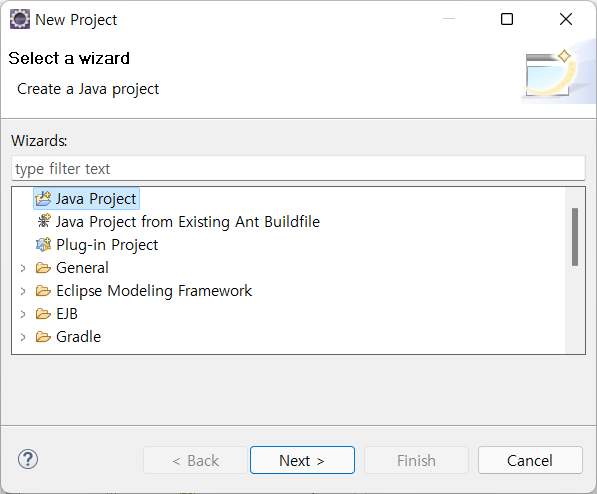 New Project
Select a wizard
Create a Java project
Wizards:
type filter text
Java Project
Java Project from Existing Ant Buildfile
Plug-in Project
General
Eclipse Modeling Framework
EJB
Gradle
?
< Back
Next >
Finish
Cancel